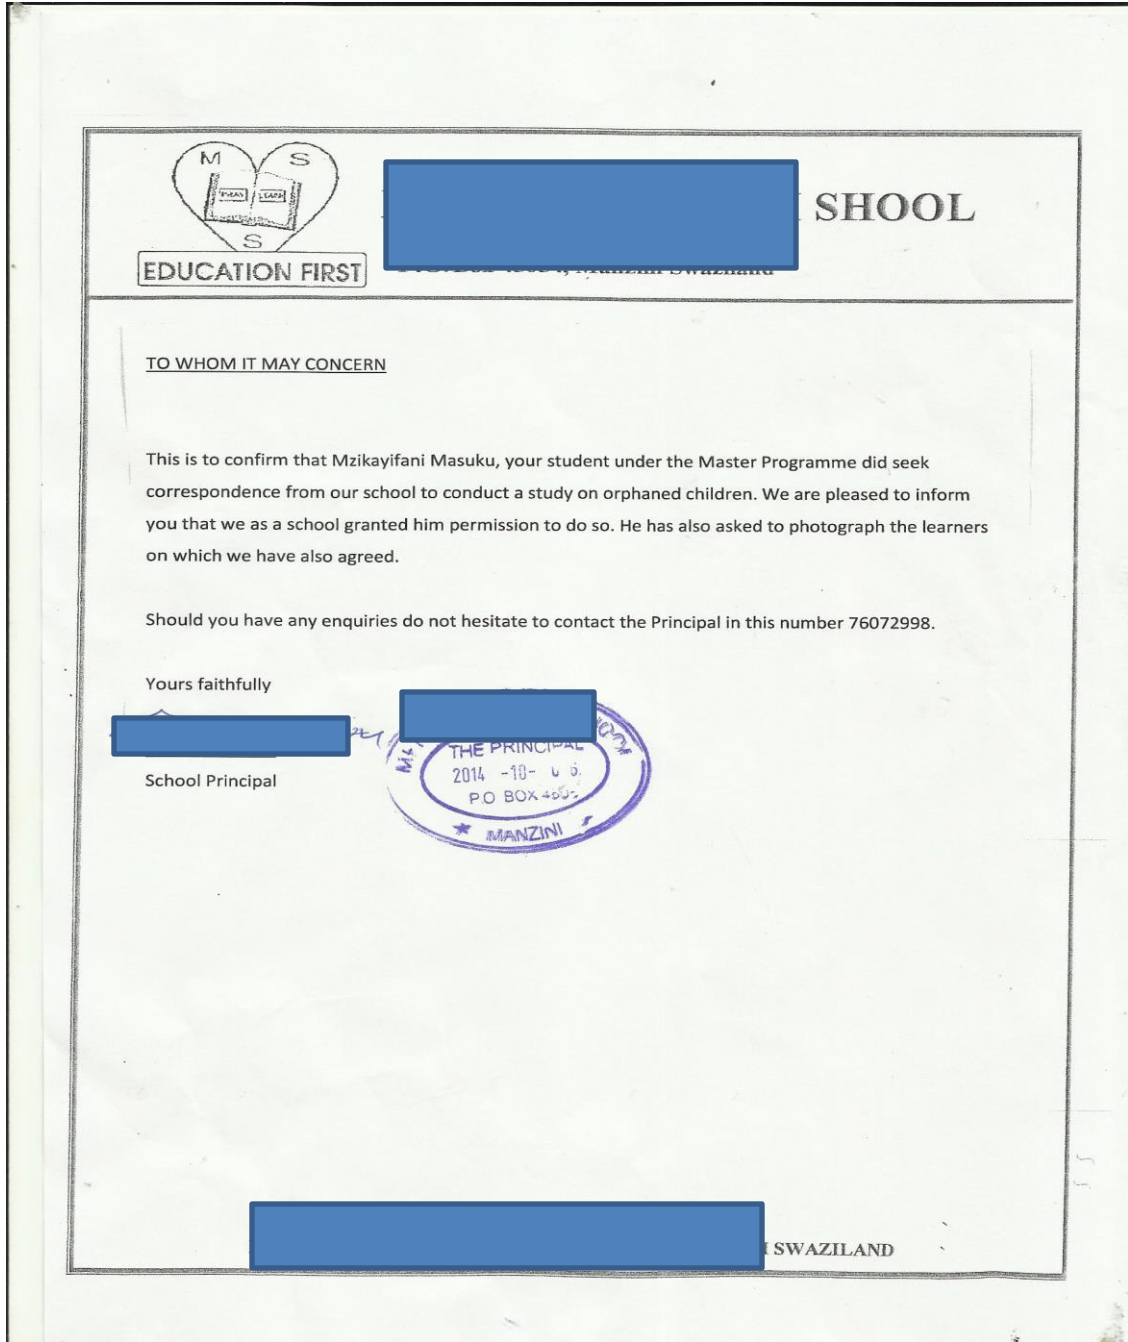 M S
PRAY LEARN
S
EDUCATION FIRST
SHOOL
Manzini Swaziland
TO WHOM IT MAY CONCERN
This is to confirm that Mzikayifani Masuku, your student under the Master Programme did seek
correspondence from our school to conduct a study on orphaned children. We are pleased to inform
you that we as a school granted him permission to do so. He has also asked to photograph the learners
on which we have also agreed.
Should you have any enquiries do not hesitate to contact the Principal in this number 76072998.
Yours faithfully
School Principal
THE PRINCIPAL
2014 -10-
P.O BOX
★ MANZINI
SWAZILAND